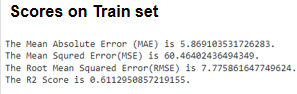 Scores on Train set
The Mean Absolute Error (MAE) is 5.869103531726283.
The Mean Squred Error(MSE) is 60.46402436494349.
The Root Mean Squared Error(RMSE) is 7.775861647749624.
The R2 Score is 0.6112950857219155.